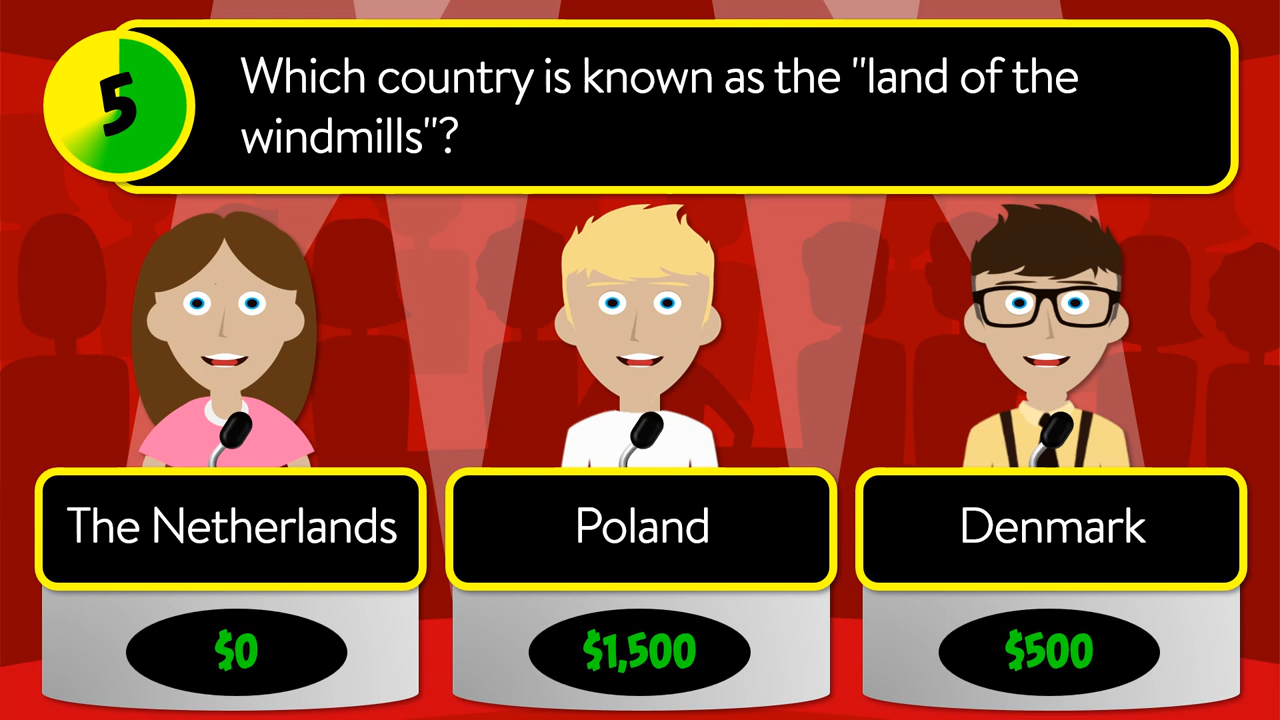 5
Which country is known as the "land of the
windmills"?
The Netherlands
Poland
Denmark
$0
$1,500
$500